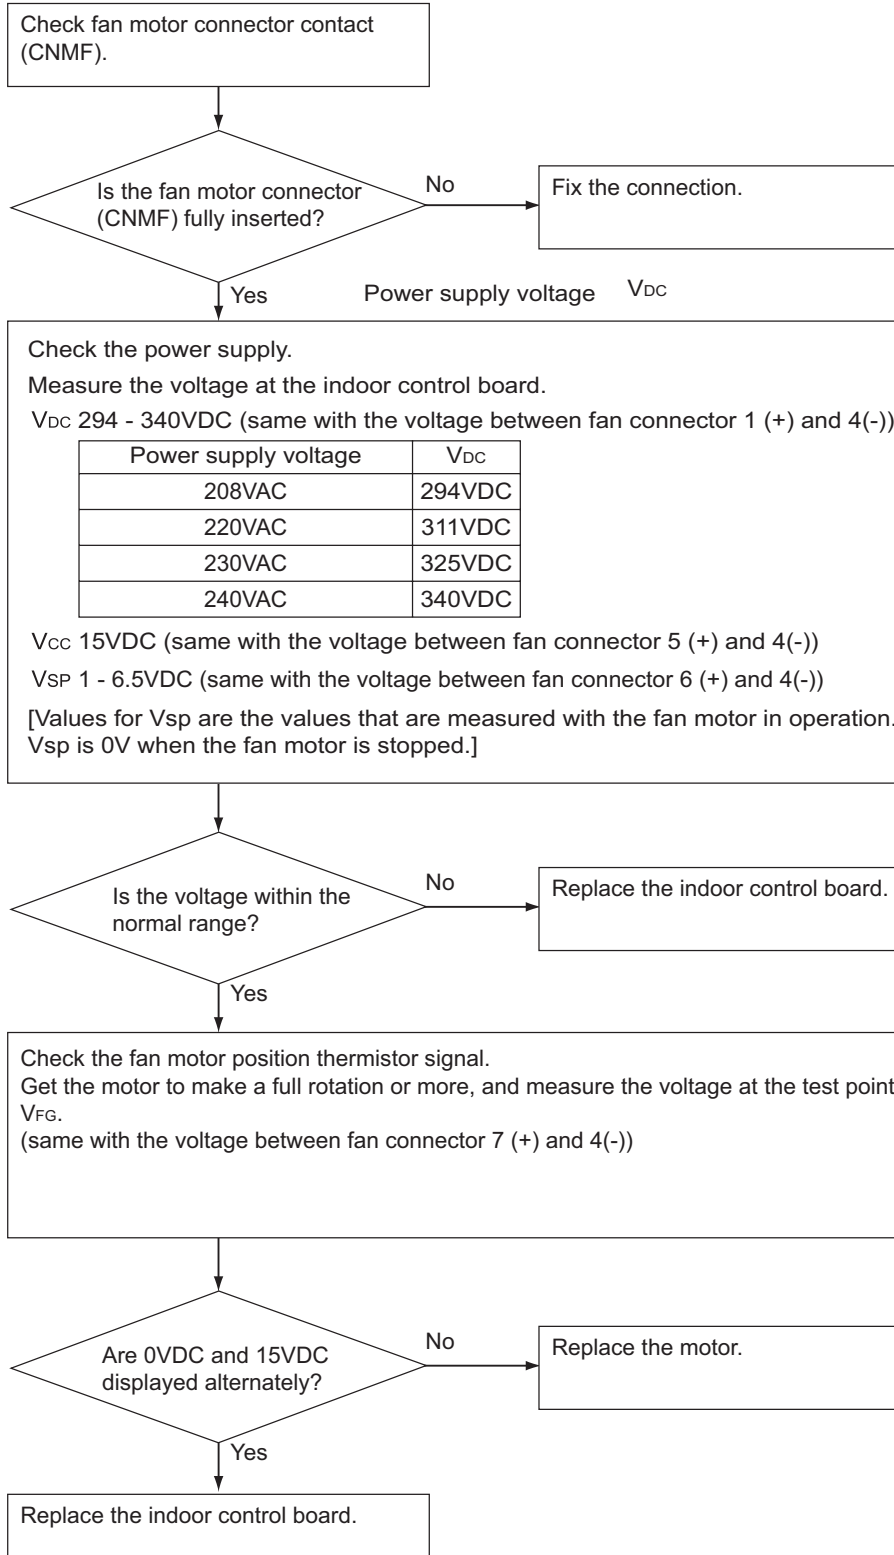 Check fan motor connector contact
(CNMF).
Is the fan motor connector
(CNMF) fully inserted?
No
Fix the connection.
Yes
Power supply voltage VDC
Check the power supply.
Measure the voltage at the indoor control board.
VDC 294 - 340VDC (same with the voltage between fan connector 1 (+) and 4(-))
Power supply voltage VDC
208VAC 294VDC
220VAC 311VDC
230VAC 325VDC
240VAC 340VDC
VCC 15VDC (same with the voltage between fan connector 5 (+) and 4(-))
VSP 1 - 6.5VDC (same with the voltage between fan connector 6 (+) and 4(-))
[Values for Vsp are the values that are measured with the fan motor in operation.
Vsp is 0V when the fan motor is stopped.]
Is the voltage within the
normal range?
No
Replace the indoor control board.
Yes
Check the fan motor position thermistor signal.
Get the motor to make a full rotation or more, and measure the voltage at the test point
VFG.
(same with the voltage between fan connector 7 (+) and 4(-))
Are 0VDC and 15VDC
displayed alternately?
No
Replace the motor.
Yes
Replace the indoor control board.